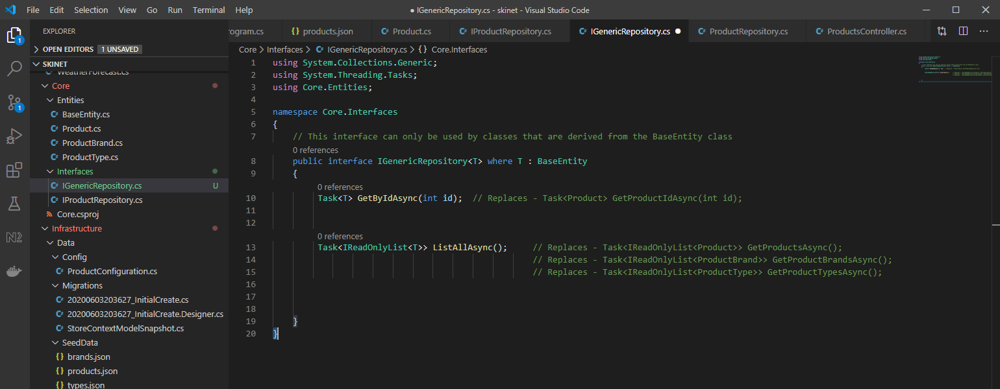 File Edit Selection View Go Run Terminal Help
● IGenericRepository.cs - skinet - Visual Studio Code
EXPLORER
OPEN EDITORS 1 UNSAVED
SKINET
WeatherForecast.cs
Core
Entities
BaseEntity.cs
Product.cs
ProductBrand.cs
ProductType.cs
Interfaces
IGenericRepository.cs U
IProductRepository.cs
Core.csproj
Infrastructure
Data
Config
ProductConfiguration.cs
Migrations
20200603203627_InitialCreate.cs
20200603203627_InitialCreate.Designer.cs
StoreContextModelSnapshot.cs
SeedData
brands.json
products.json
types.json
1
1
rogram.cs {} products.json C# Product.cs C# IProductRepository.cs C# IGenericRepository.cs ● C# ProductRepository.cs C# ProductsController.cs
Core > Interfaces > C# IGenericRepository.cs > {} Core.Interfaces
1 using System.Collections.Generic;
2 using System.Threading.Tasks;
3 using Core.Entities;
4
5 namespace Core.Interfaces
6 {
7 // This interface can only be used by classes that are derived from the BaseEntity class
0 references
8 public interface IGenericRepository<T> where T : BaseEntity
9 {
0 references
10 Task<T> GetByIdAsync(int id); // Replaces - Task<Product> GetProductIdAsync(int id);
11
12
0 references
13 Task<IReadOnlyList<T>> ListAllAsync(); // Replaces - Task<IReadOnlyList<Product>> GetProductsAsync();
14 // Replaces - Task<IReadOnlyList<ProductBrand>> GetProductBrandsAsync();
15 // Replaces - Task<IReadOnlyList<ProductType>> GetProductTypesAsync();
16
17
18
19 }
20 }